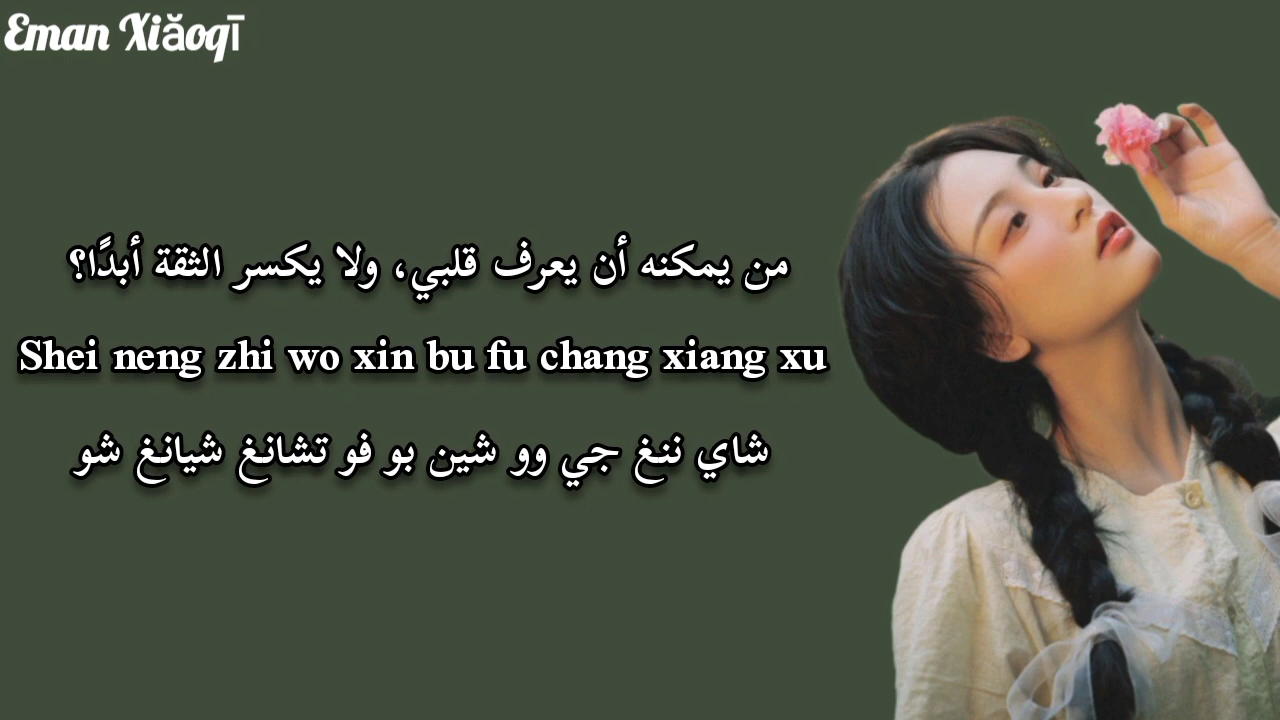 Eman Xiǎoqī
من يمكنه أن يعرف قلبي، ولا يكسر الثقة أبدًا؟
Shei neng zhi wo xin bu fu chang xiang xu
شاي ننغ جي وو شين بو فو تشانغ شيانغ شو